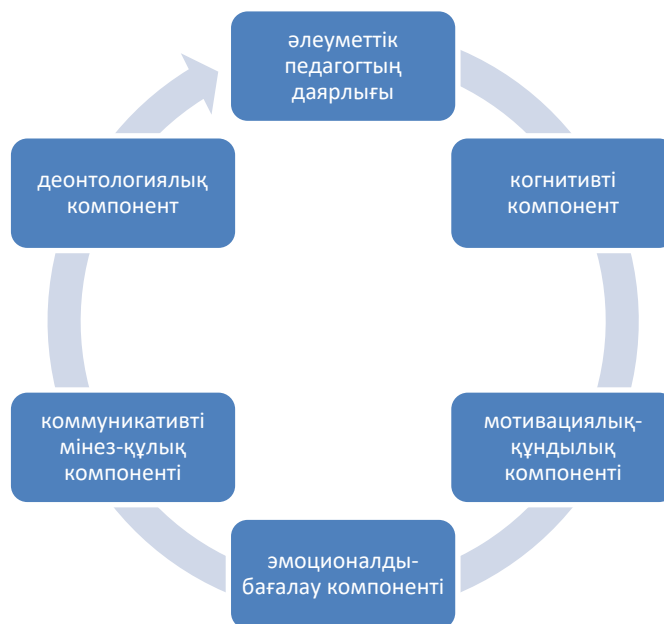 әлеуметтік
педагогтың
даярлығы
когнитивті
компонент
мотивациялық-
құндылық
компоненті
эмоционалды-
бағалау компоненті
коммуникативті
мінез-құлық
компоненті
деонтологиялық
компонент